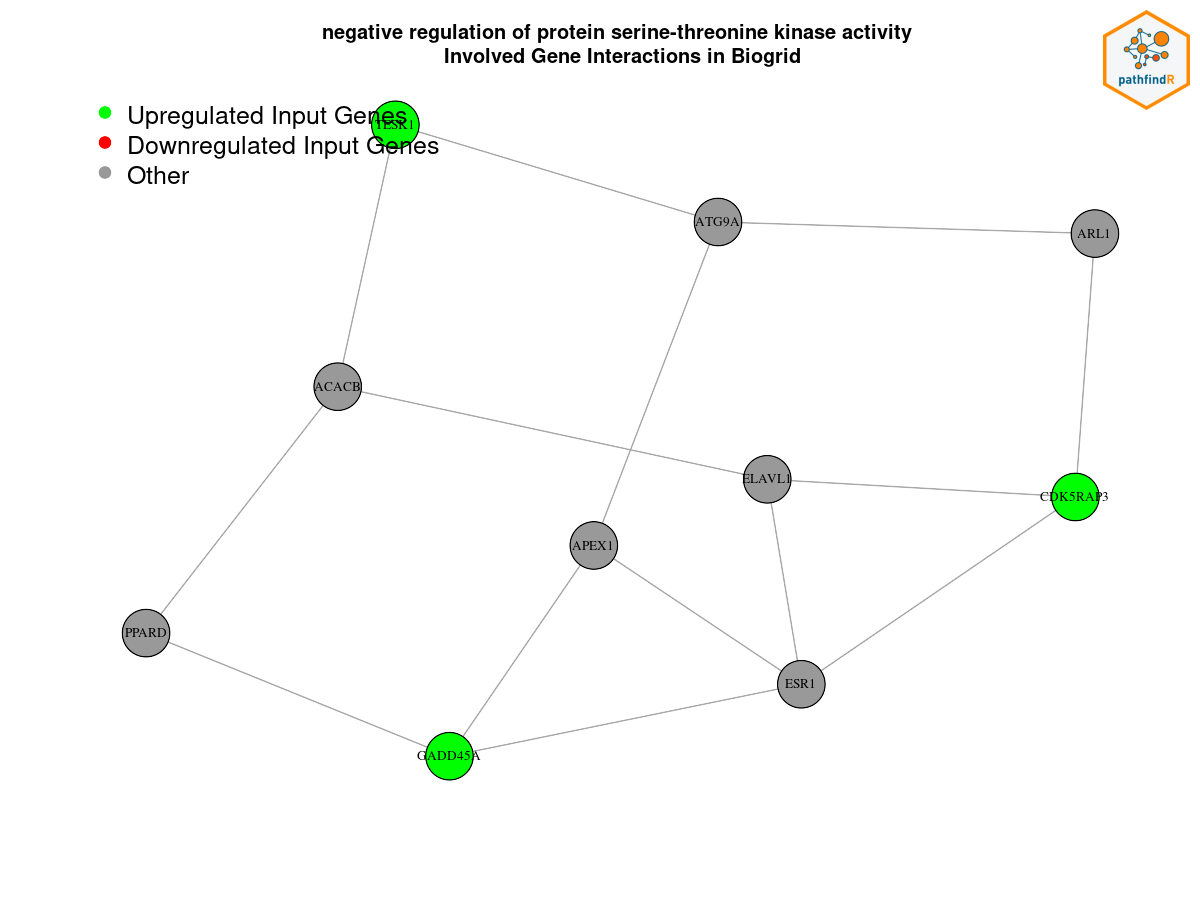 negative regulation of protein serine-threonine kinase activity
Involved Gene Interactions in Biogrid
pathfindR
Upregulated Input Genes
Downregulated Input Genes
Other
TESK1
ATG9A
ARL1
ACACB
ELAVL1
CDK5RAP3
APEX1
PPARD
ESR1
GADD45A